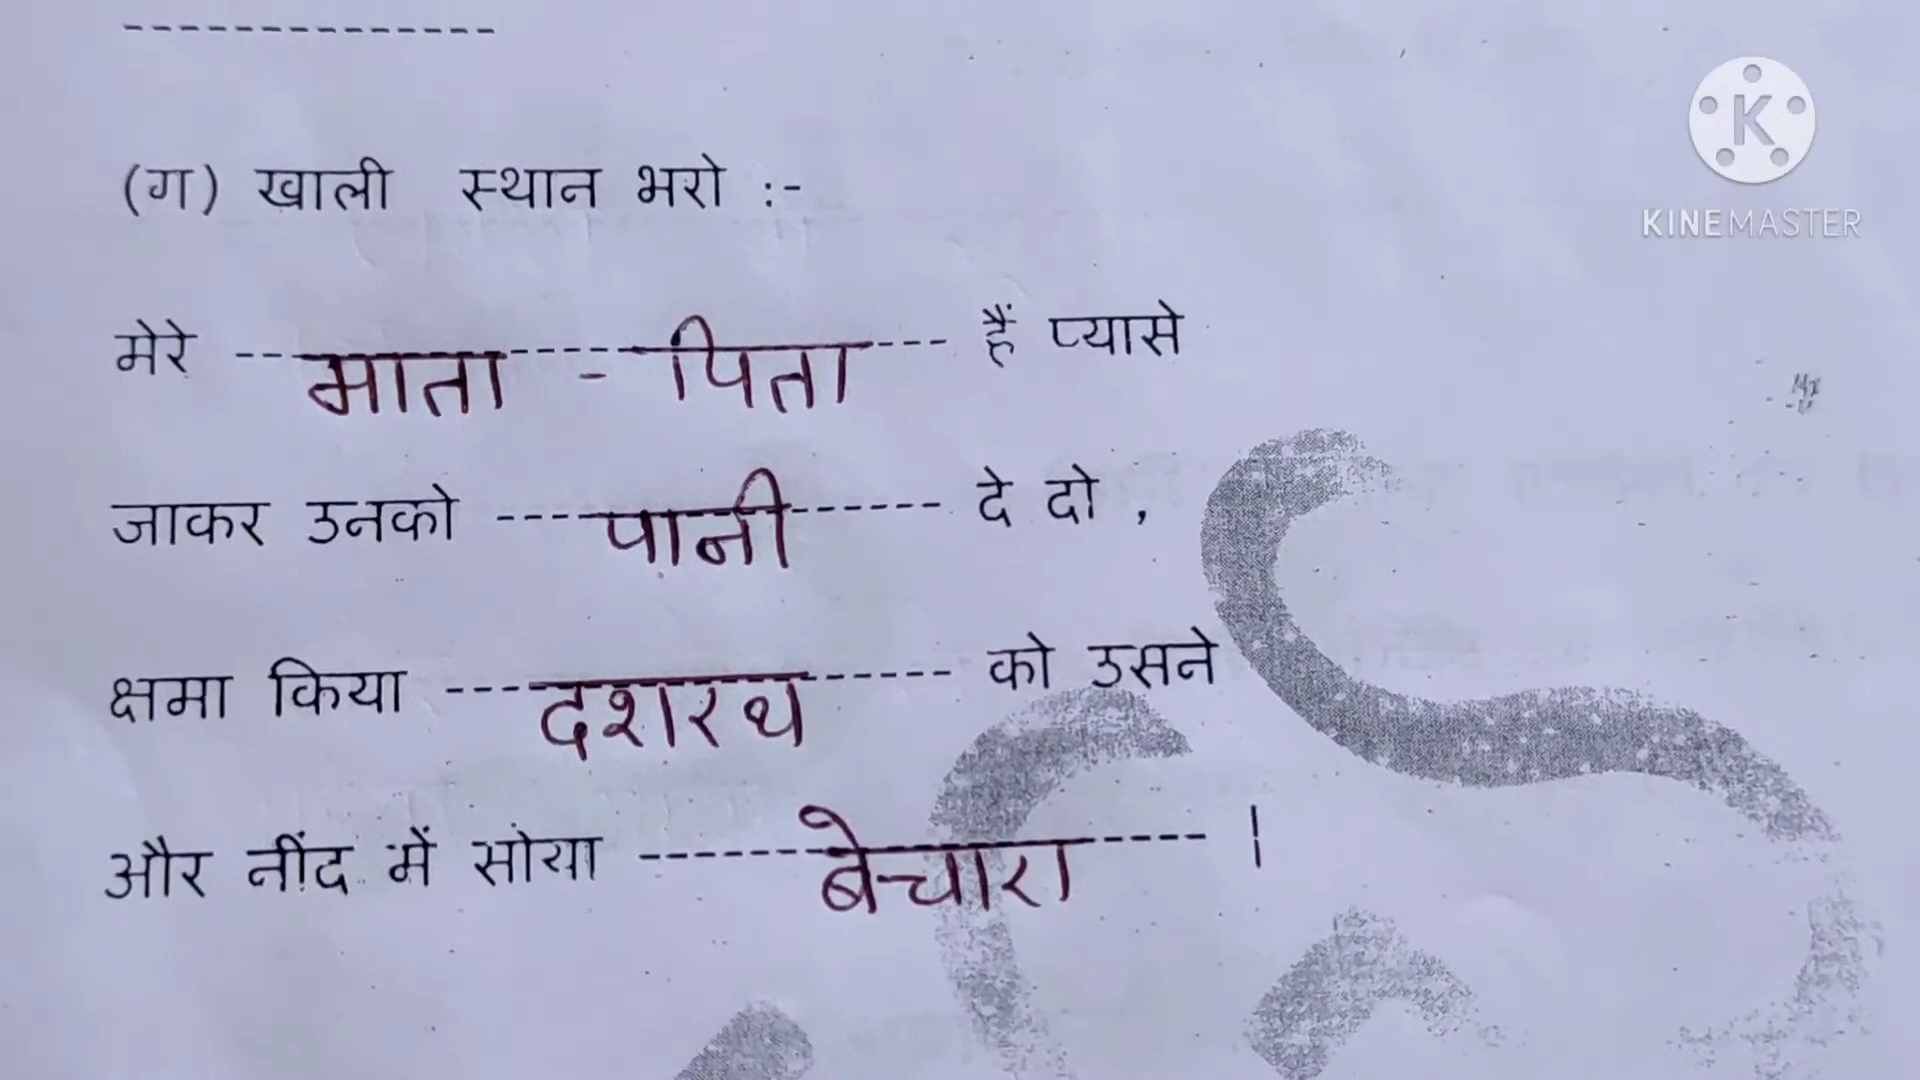 (ग) खाली स्थान भरो :-
K
KINEMASTER
मेरे -- माता - पिता --- हैं प्यासे
जाकर उनको --- पानी ------ दे दो ,
क्षमा किया --- दशरथ ----- को उसने
और नींद में सोया ------- बेचारा ---- |